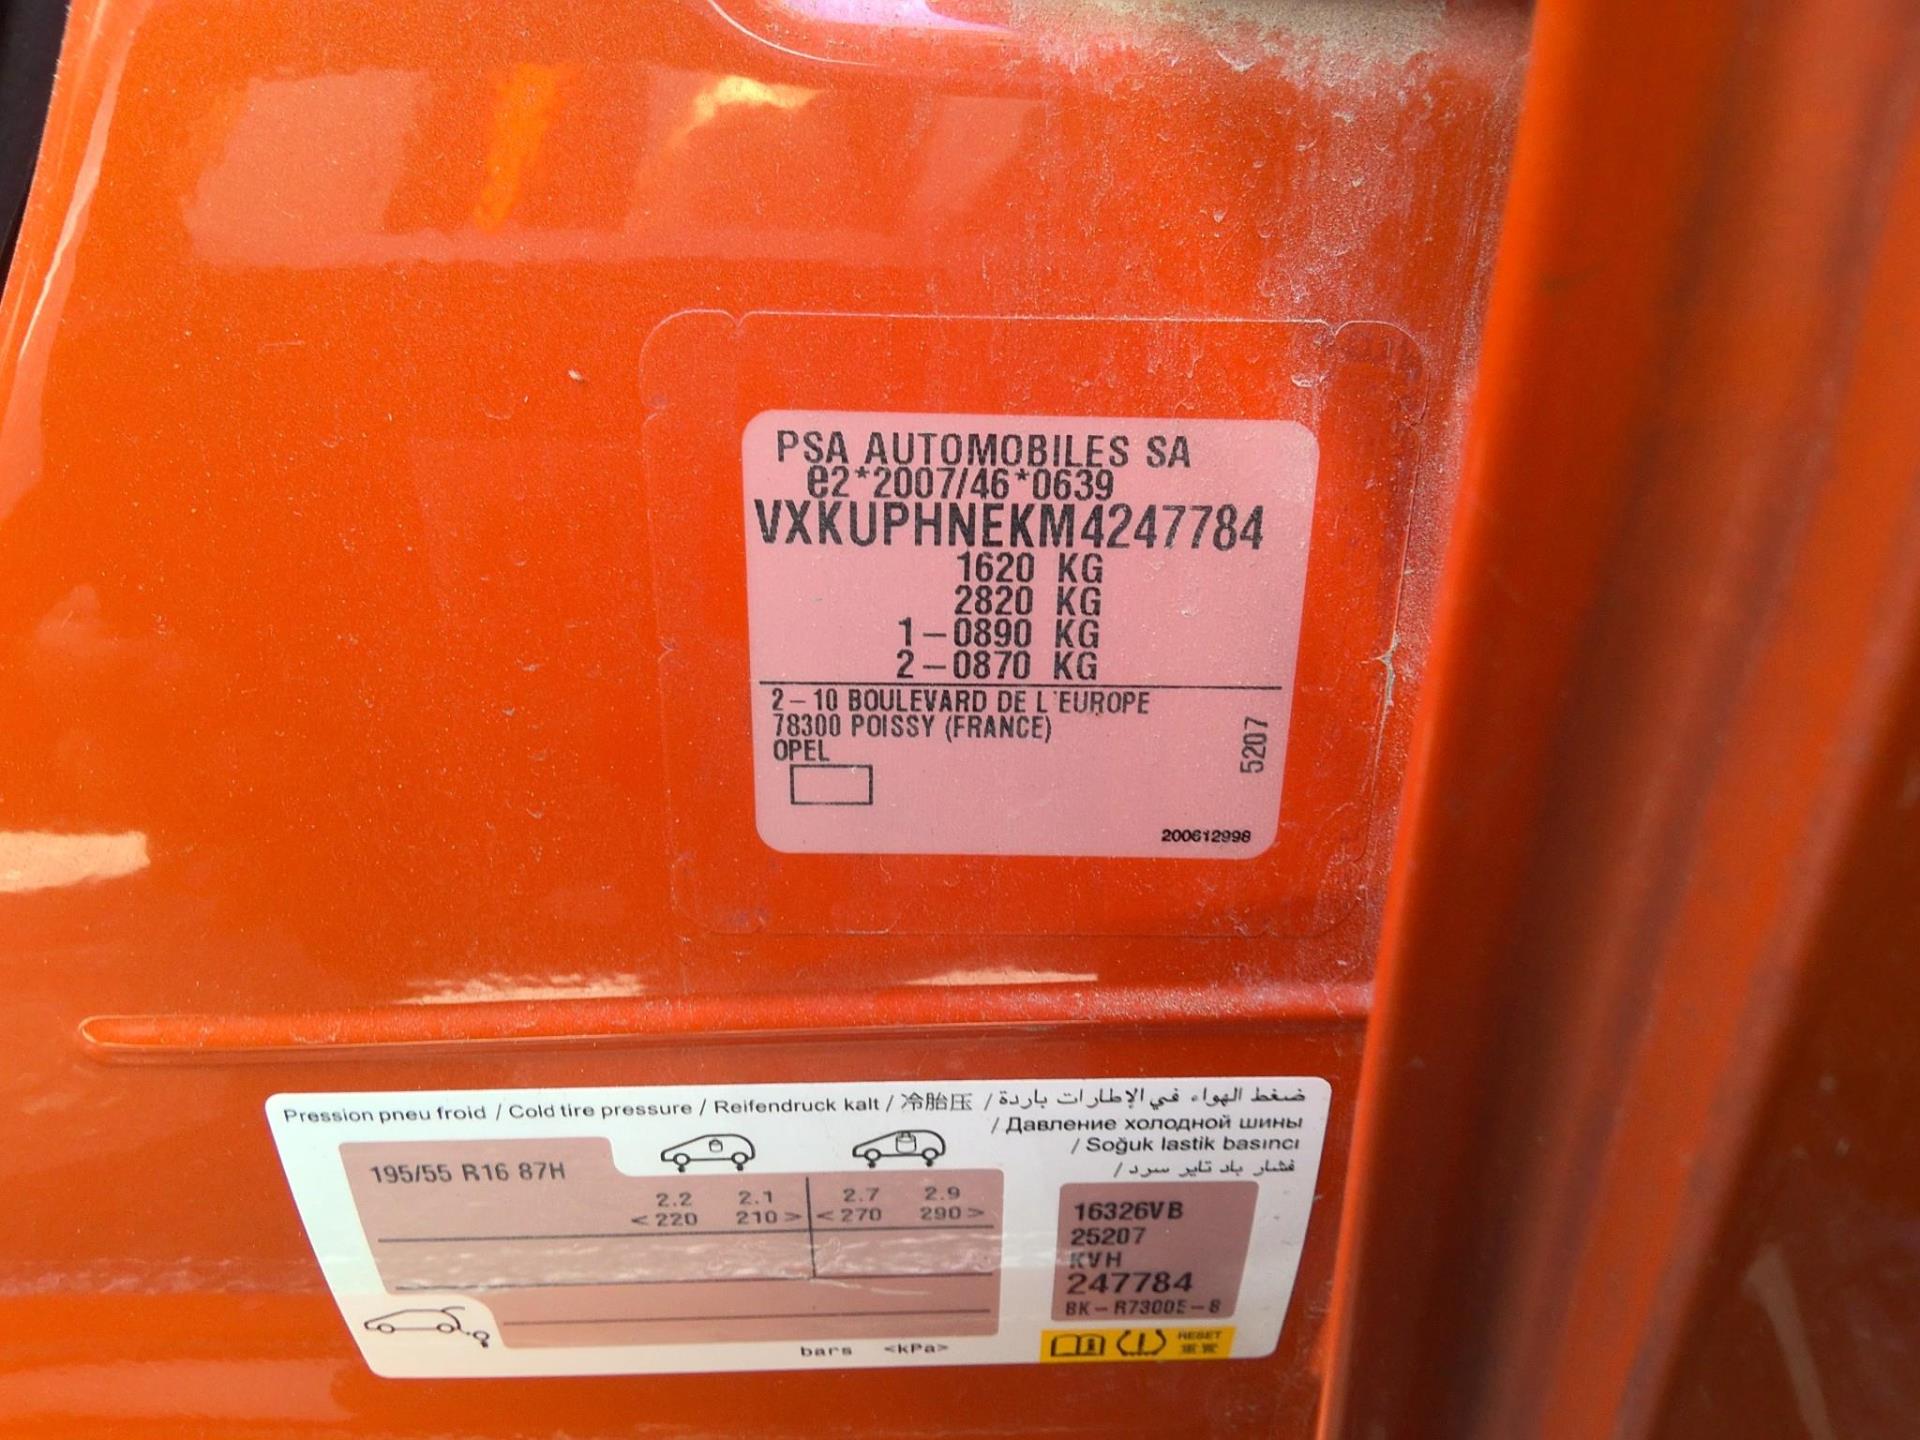 PSA AUTOMOBILES SA
e2*2007/46*0639
VXKUPHNEKM4247784
1620 KG
2820 KG
1-0890 KG
2-0870 KG
2-10 BOULEVARD DE L'EUROPE
78300 POISSY (FRANCE)
OPEL
5207
200612998
Pression pneu froid / Cold tire pressure / Reifendruck kalt / 冷胎压 / ضغط الهواء في الإطارات باردة
/ Давление холодной шины
/ Soğuk lastik basıncı
/ فشار باد تایر سرد
195/55 R16 87H
2.2 2.1 2.7 2.9
<220 210> <270 290>
bars <kPa>
16326VB
25207
KVH
247784
BK-R7300E-8
RESET
重置